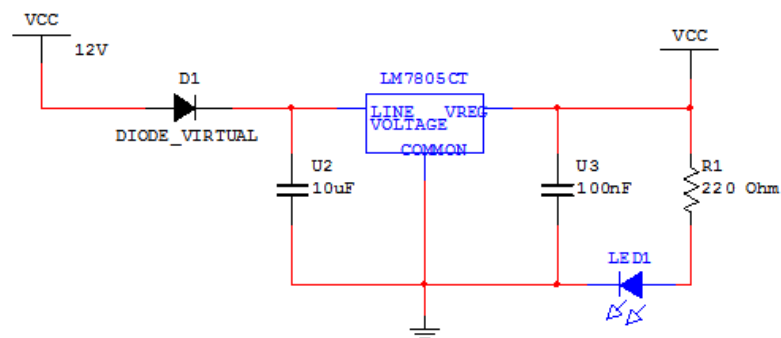 VCC
12V
D1
DIODE_VIRTUAL
LM7805CT
LINE VREG
VOLTAGE
COMMON
VCC
U2
10uF
U3
100nF
R1
220 Ohm
LED1